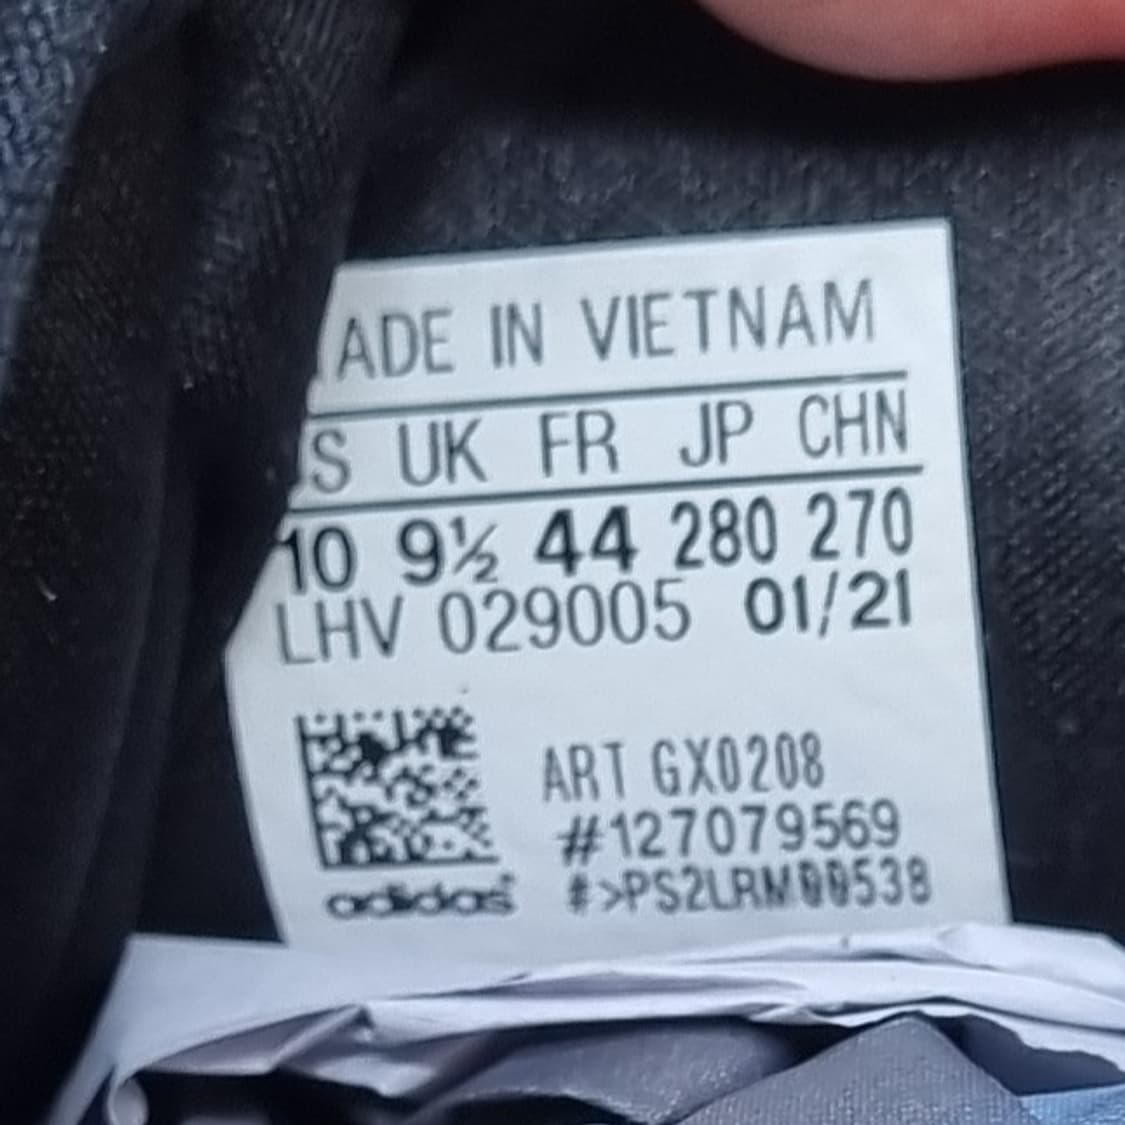 ADE IN VIETNAM
S UK FR JP CHN
10 9½ 44 280 270
LHV 029005 01/21
ART GX0208
#127079569
adidas #>PS2LRM00538